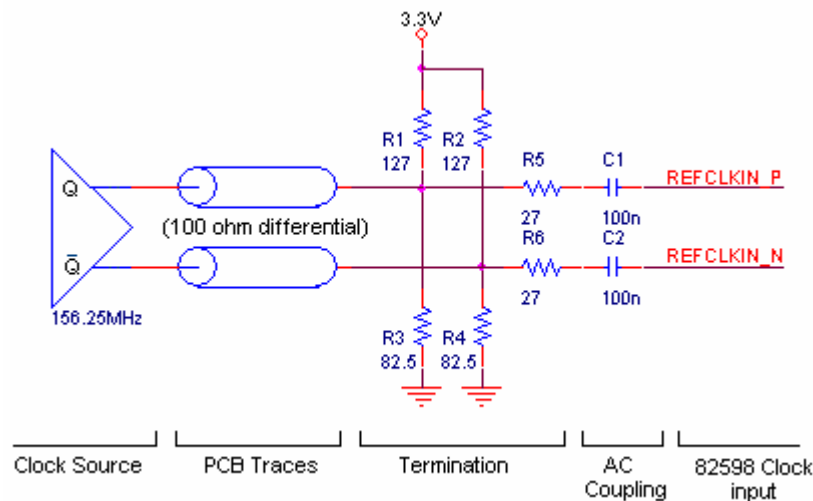 3.3V
R1
127
R2
127
R5
27
C1
100n
REFCLKIN_P
Q
(100 ohm differential)
Q̅
R6
27
C2
100n
REFCLKIN_N
156.25MHz
R3
82.5
R4
82.5
Clock Source
PCB Traces
Termination
AC
Coupling
82598 Clock
input